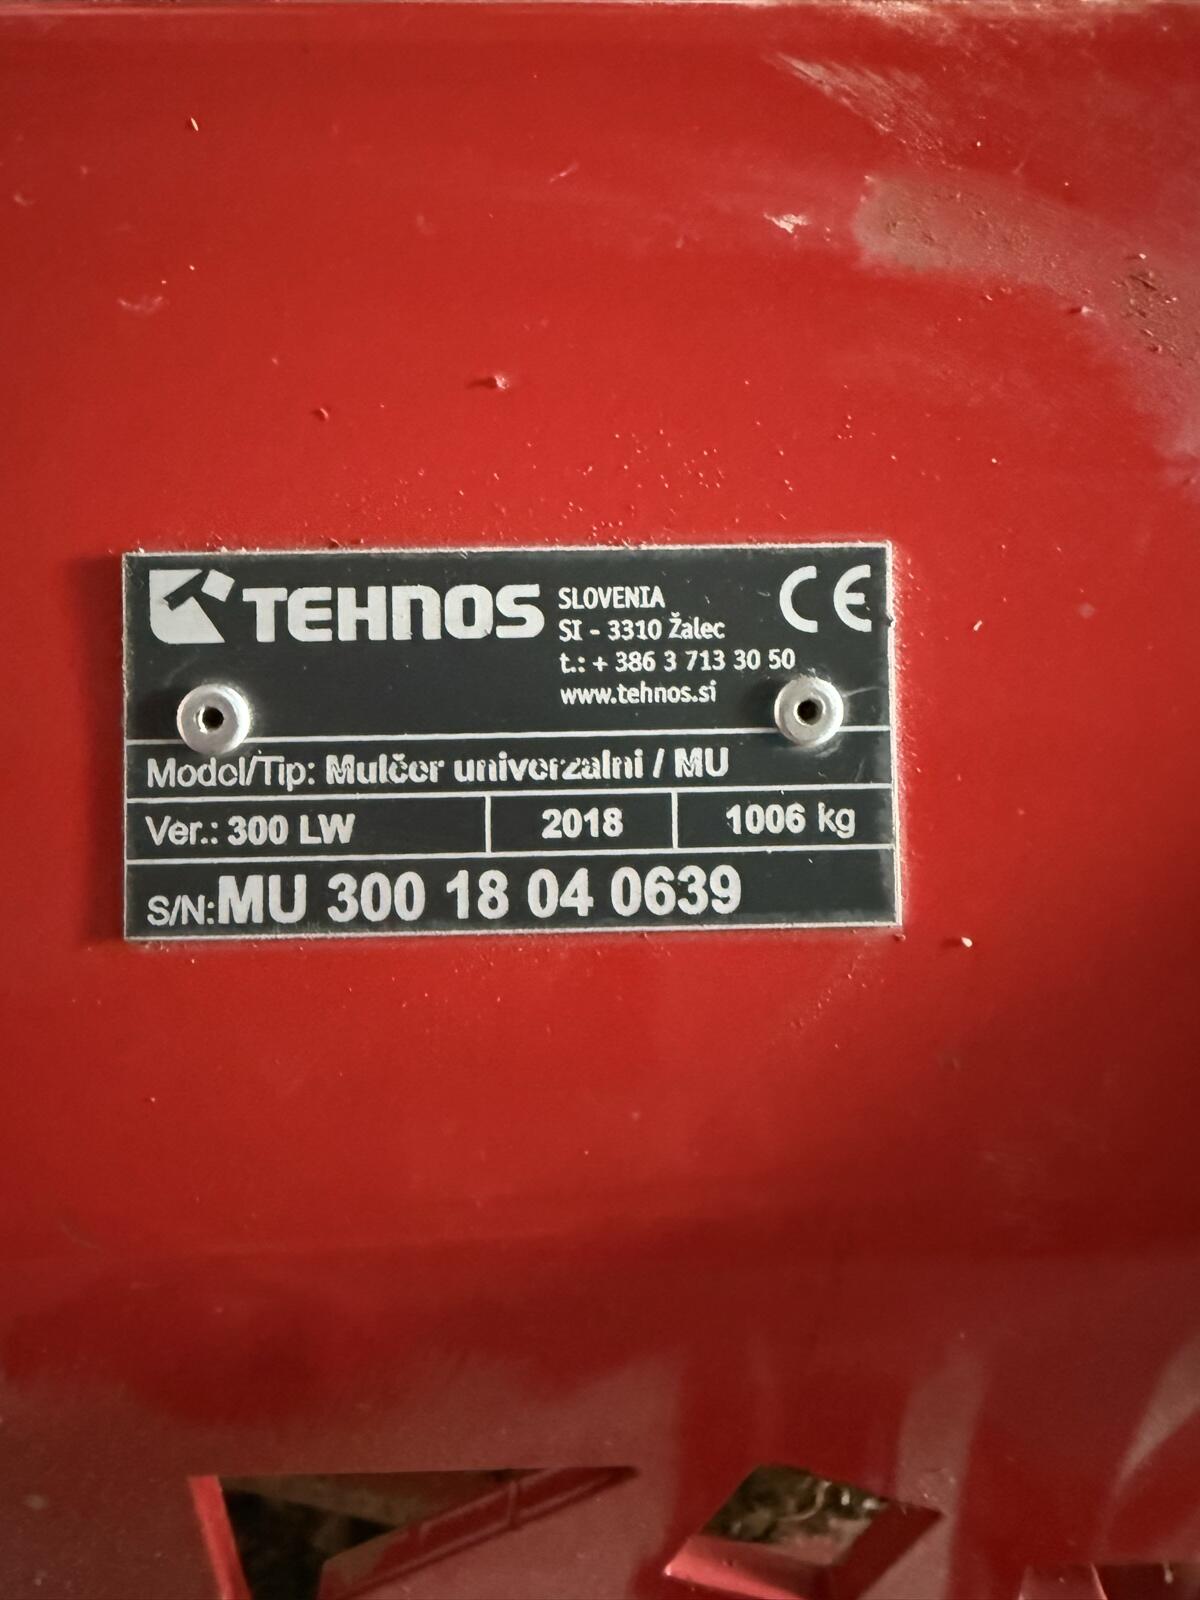 TEHNOS
SLOVENIA
SI - 3310 Žalec
t.: + 386 3 713 30 50
www.tehnos.si
CE
Model/Tip: Mulčer univerzalni / MU
Ver.: 300 LW 2018 1006 kg
S/N: MU 300 18 04 0639